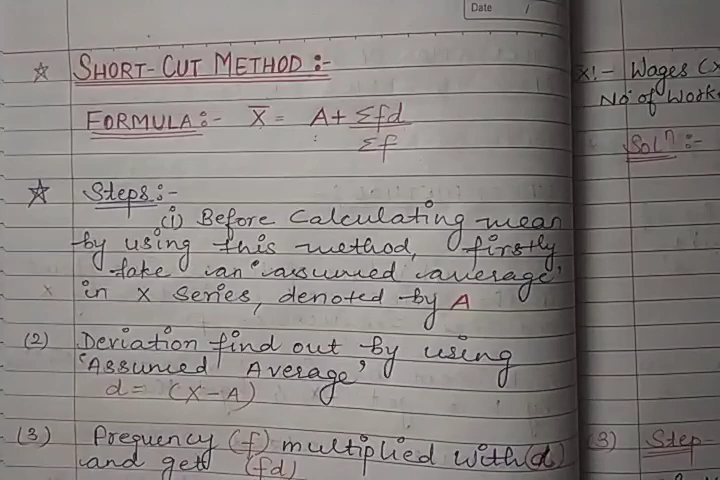 Date
☆ SHORT-CUT METHOD :-
FORMULA :- X̄ = A + Σfd / Σf
☆ Steps :-
(i) Before Calculating mean
by using this method, firstly
take an 'assumed average'
in X series, denoted by A
(2) Deviation find out by using
'Assumed Average'
d = (X-A)
(3) Frequency (f) multiplied with (d)
and get (fd)
:- Wages (X
No of Work
Solⁿ :-
(3) Step-